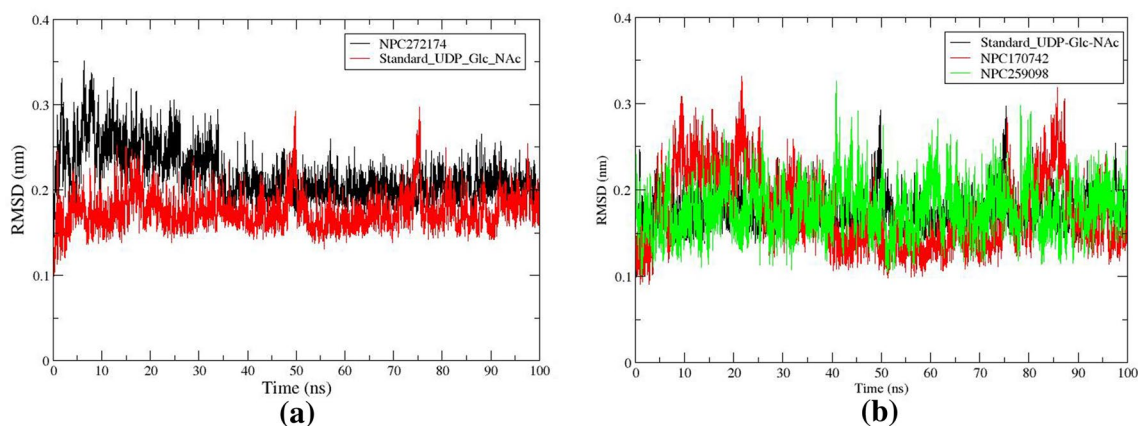 0.4
0.3
0.2
0.1
0
RMSD (nm)
NPC272174
Standard_UDP_Glc_NAc
0 10 20 30 40 50 60 70 80 90 100
Time (ns)
(a)
0.4
0.3
0.2
0.1
0
RMSD (nm)
Standard_UDP-Glc-NAc
NPC170742
NPC259098
0 10 20 30 40 50 60 70 80 90 100
Time (ns)
(b)